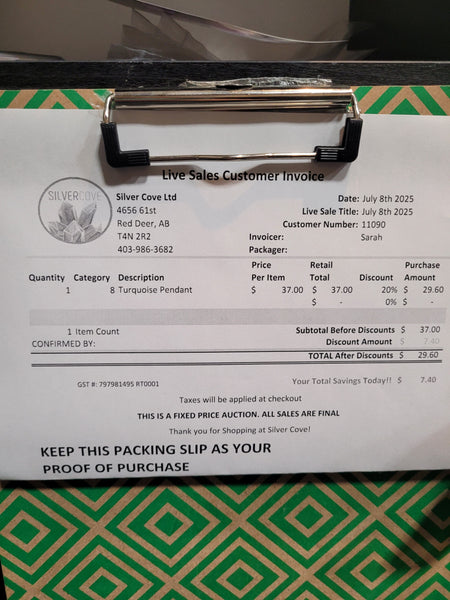 Live Sales Customer Invoice
SILVERCOVE
Silver Cove Ltd
4656 61st
Red Deer, AB
T4N 2R2
403-986-3682
Date: July 8th 2025
Live Sale Title: July 8th 2025
Customer Number: 11090
Invoicer: Sarah
Packager:
Quantity Category Description Price Per Item Retail Total Discount Purchase Amount
1 8 Turquoise Pendant $ 37.00 $ 37.00 20% $ 29.60
$ - 0% $ -
1 Item Count
Subtotal Before Discounts $ 37.00
CONFIRMED BY:
Discount Amount $ 7.40
TOTAL After Discounts $ 29.60
GST #: 797981495 RT0001
Your Total Savings Today!! $ 7.40
Taxes will be applied at checkout
THIS IS A FIXED PRICE AUCTION. ALL SALES ARE FINAL
Thank you for Shopping at Silver Cove!
KEEP THIS PACKING SLIP AS YOUR
PROOF OF PURCHASE